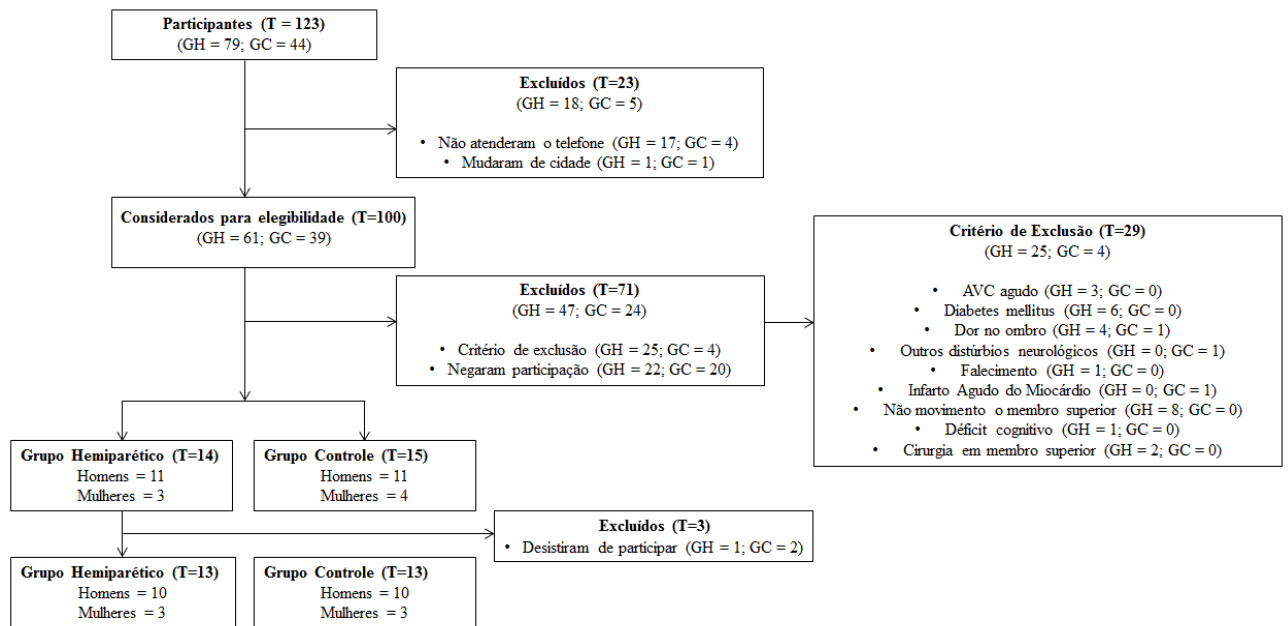 Participantes (T = 123)
(GH = 79; GC = 44)
Excluídos (T=23)
(GH = 18; GC = 5)
• Não atenderam o telefone (GH = 17; GC = 4)
• Mudaram de cidade (GH = 1; GC = 1)
Considerados para elegibilidade (T=100)
(GH = 61; GC = 39)
Excluídos (T=71)
(GH = 47; GC = 24)
• Critério de exclusão (GH = 25; GC = 4)
• Negaram participação (GH = 22; GC = 20)
Critério de Exclusão (T=29)
(GH = 25; GC = 4)
• AVC agudo (GH = 3; GC = 0)
• Diabetes mellitus (GH = 6; GC = 0)
• Dor no ombro (GH = 4; GC = 1)
• Outros distúrbios neurológicos (GH = 0; GC = 1)
• Falecimento (GH = 1; GC = 0)
• Infarto Agudo do Miocárdio (GH = 0; GC = 1)
• Não movimento o membro superior (GH = 8; GC = 0)
• Déficit cognitivo (GH = 1; GC = 0)
• Cirurgia em membro superior (GH = 2; GC = 0)
Grupo Hemiparético (T=14)
Homens = 11
Mulheres = 3
Grupo Controle (T=15)
Homens = 11
Mulheres = 4
Excluídos (T=3)
• Desistiram de participar (GH = 1; GC = 2)
Grupo Hemiparético (T=13)
Homens = 10
Mulheres = 3
Grupo Controle (T=13)
Homens = 10
Mulheres = 3